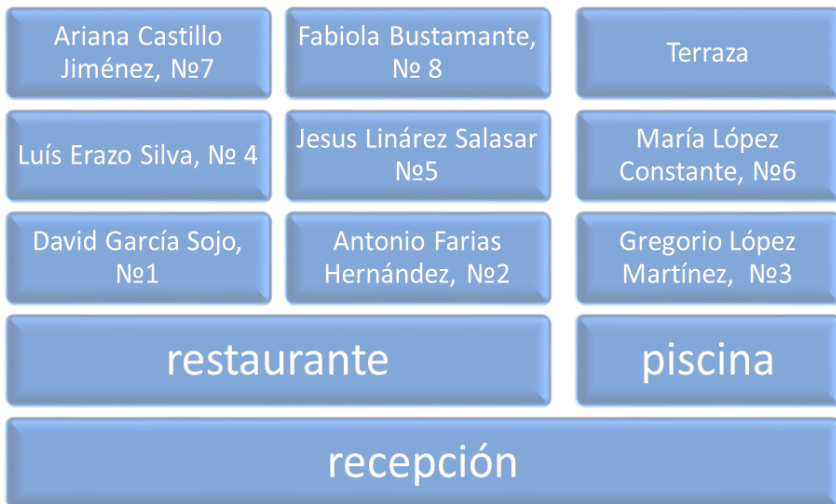 Ariana Castillo
Jiménez, №7
Fabiola Bustamante,
№ 8
Terraza
Luís Erazo Silva, № 4
Jesus Linárez Salasar
№5
María López
Constante, №6
David García Sojo,
№1
Antonio Farias
Hernández, №2
Gregorio López
Martínez, №3
restaurante
piscina
recepción